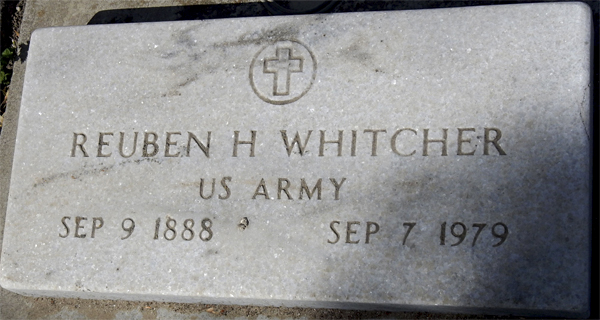 REUBEN H WHITCHER
US ARMY
SEP 9 1888 SEP 7 1979